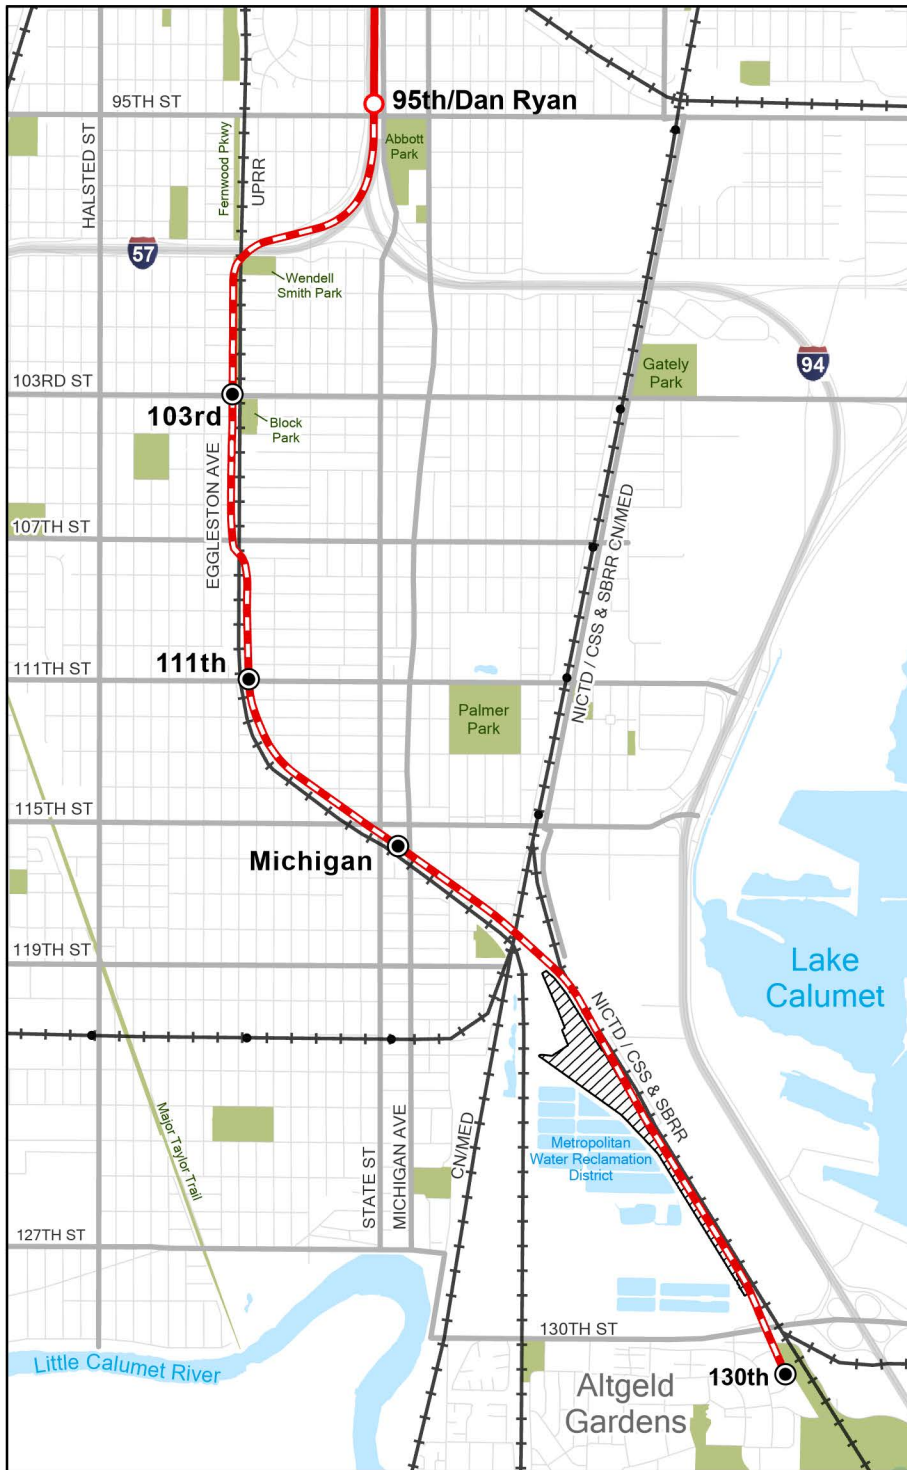 95TH ST
95th/Dan Ryan
HALSTED ST
Fernwood Pkwy
UPRR
Abbott
Park
57
Wendell
Smith Park
94
Gately
Park
103RD ST
103rd
Block
Park
EGGLESTON AVE
107TH ST
NICTD / CSS & SBRR CN/MED
111TH ST
111th
Palmer
Park
115TH ST
Michigan
119TH ST
Lake
Calumet
NICTD / CSS & SBRR
Major Taylor Trail
STATE ST
MICHIGAN AVE
CN/MED
Metropolitan
Water Reclamation
District
127TH ST
130TH ST
Little Calumet River
130th
Altgeld
Gardens